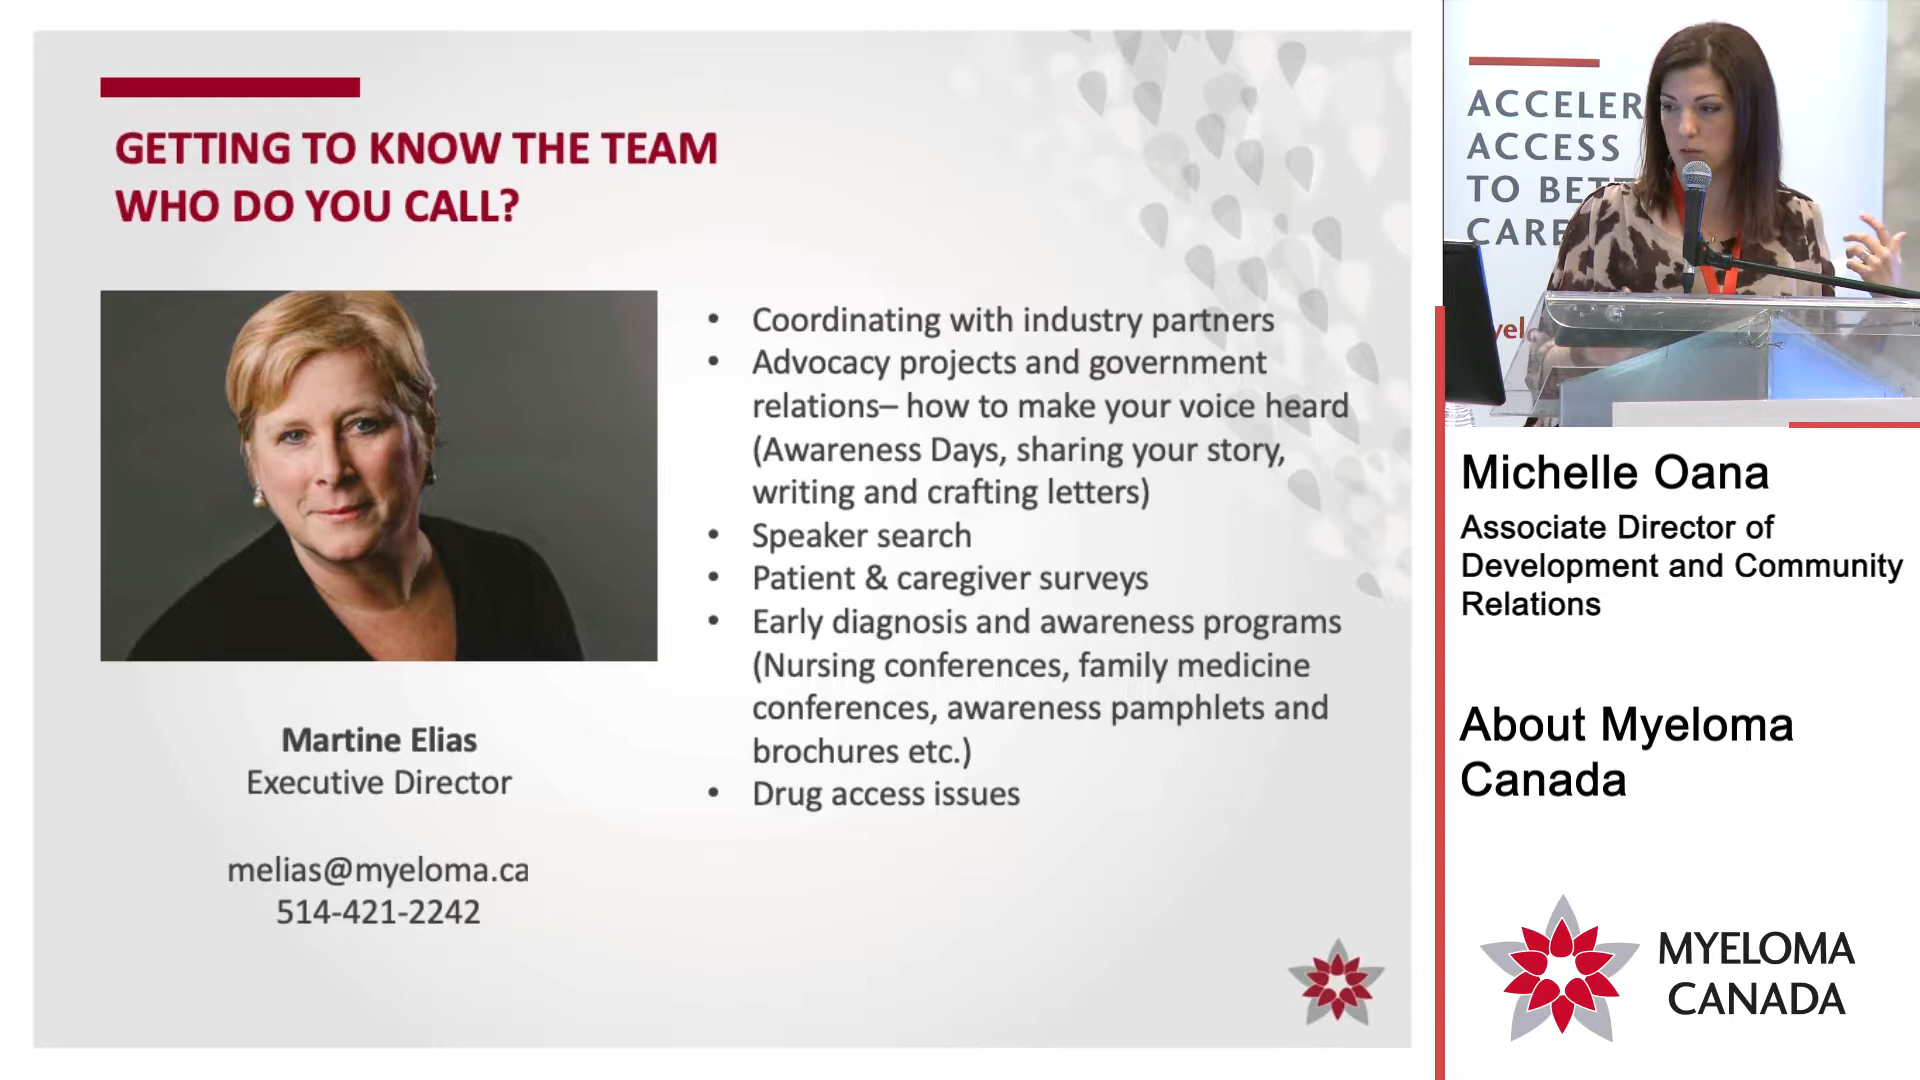 GETTING TO KNOW THE TEAM
WHO DO YOU CALL?
• Coordinating with industry partners
• Advocacy projects and government
relations– how to make your voice heard
(Awareness Days, sharing your story,
writing and crafting letters)
• Speaker search
• Patient & caregiver surveys
• Early diagnosis and awareness programs
(Nursing conferences, family medicine
conferences, awareness pamphlets and
brochures etc.)
• Drug access issues
Martine Elias
Executive Director
melias@myeloma.ca
514-421-2242
ACCESS
TO
CARE
Michelle Oana
Associate Director of
Development and Community
Relations
About Myeloma
Canada
MYELOMA
CANADA